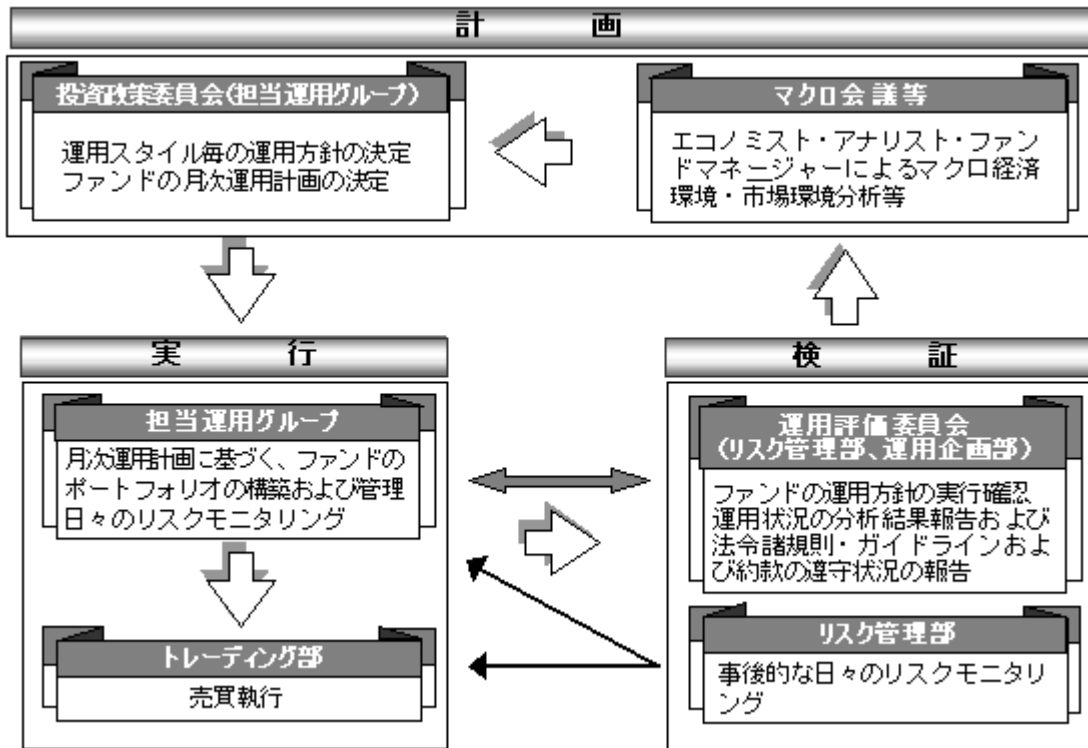 計画
投資政策委員会(担当運用グループ)
運用スタイル毎の運用方針の決定
ファンドの月次運用計画の決定
マクロ会議等
エコノミスト・アナリスト・ファン
ドマネージャーによるマクロ経済
環境・市場環境分析等
実行
担当運用グループ
月次運用計画に基づく、ファンドの
ポートフォリオの構築および管理
日々のリスクモニタリング
トレーディング部
売買執行
検証
運用評価委員会
(リスク管理部、運用企画部)
ファンドの運用方針の実行確認
運用状況の分析結果報告および
法令諸規則・ガイドラインおよ
び約款の遵守状況の報告
リスク管理部
事後的な日々のリスクモニタリ
ング